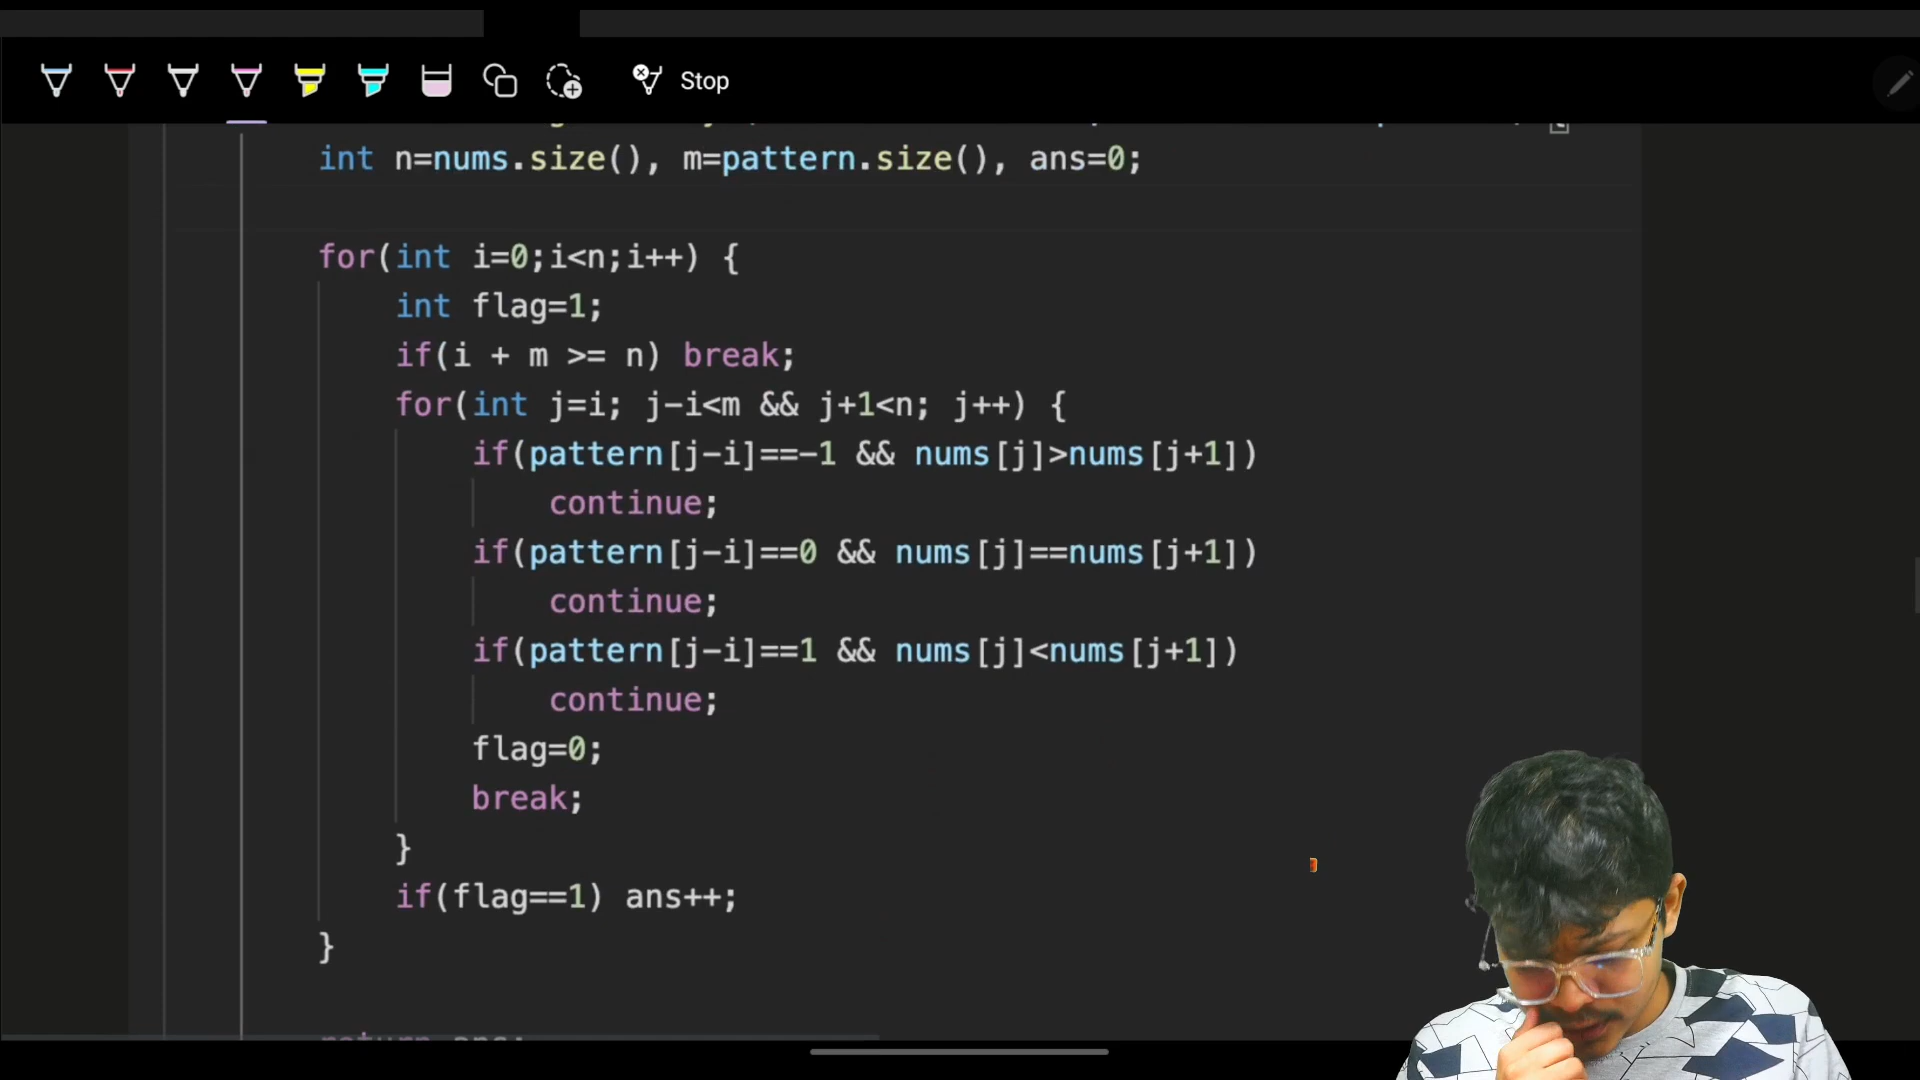 Stop
int n=nums.size(), m=pattern.size(), ans=0;
for(int i=0;i<n;i++) {
int flag=1;
if(i + m >= n) break;
for(int j=i; j-i<m && j+1<n; j++) {
if(pattern[j-i]==-1 && nums[j]>nums[j+1])
continue;
if(pattern[j-i]==0 && nums[j]==nums[j+1])
continue;
if(pattern[j-i]==1 && nums[j]<nums[j+1])
continue;
flag=0;
break;
}
if(flag==1) ans++;
}